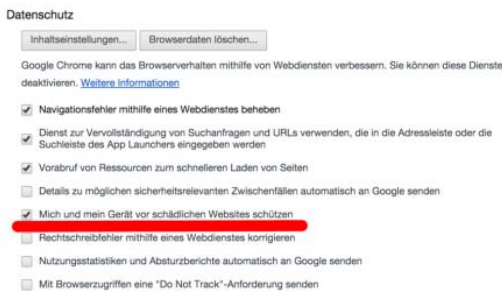 Datenschutz
Inhaltseinstellungen... Browserdaten löschen...
Google Chrome kann das Browserverhalten mithilfe von Webdiensten verbessern. Sie können diese Dienste
deaktivieren. Weitere Informationen
Navigationsfehler mithilfe eines Webdienstes beheben
Dienst zur Vervollständigung von Suchanfragen und URLs verwenden, die in die Adressleiste oder die
Suchleiste des App Launchers eingegeben werden
Vorabruf von Ressourcen zum schnelleren Laden von Seiten
Details zu möglichen sicherheitsrelevanten Zwischenfällen automatisch an Google senden
Mich und mein Gerät vor schädlichen Websites schützen
Rechtschreibfehler mithilfe eines Webdienstes korrigieren
Nutzungsstatistiken und Absturzberichte automatisch an Google senden
Mit Browserzugriffen eine "Do Not Track"-Anforderung senden